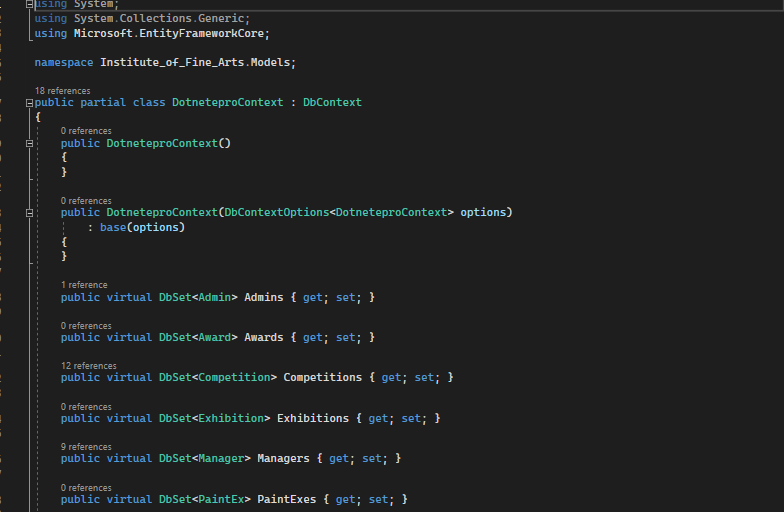 using System;
using System.Collections.Generic;
using Microsoft.EntityFrameworkCore;
namespace Institute_of_Fine_Arts.Models;
18 references
public partial class DotneteproContext : DbContext
{
0 references
public DotneteproContext()
{
}
0 references
public DotneteproContext(DbContextOptions<DotneteproContext> options)
: base(options)
{
}
1 reference
public virtual DbSet<Admin> Admins { get; set; }
0 references
public virtual DbSet<Award> Awards { get; set; }
12 references
public virtual DbSet<Competition> Competitions { get; set; }
0 references
public virtual DbSet<Exhibition> Exhibitions { get; set; }
9 references
public virtual DbSet<Manager> Managers { get; set; }
0 references
public virtual DbSet<PaintEx> PaintExes { get; set; }